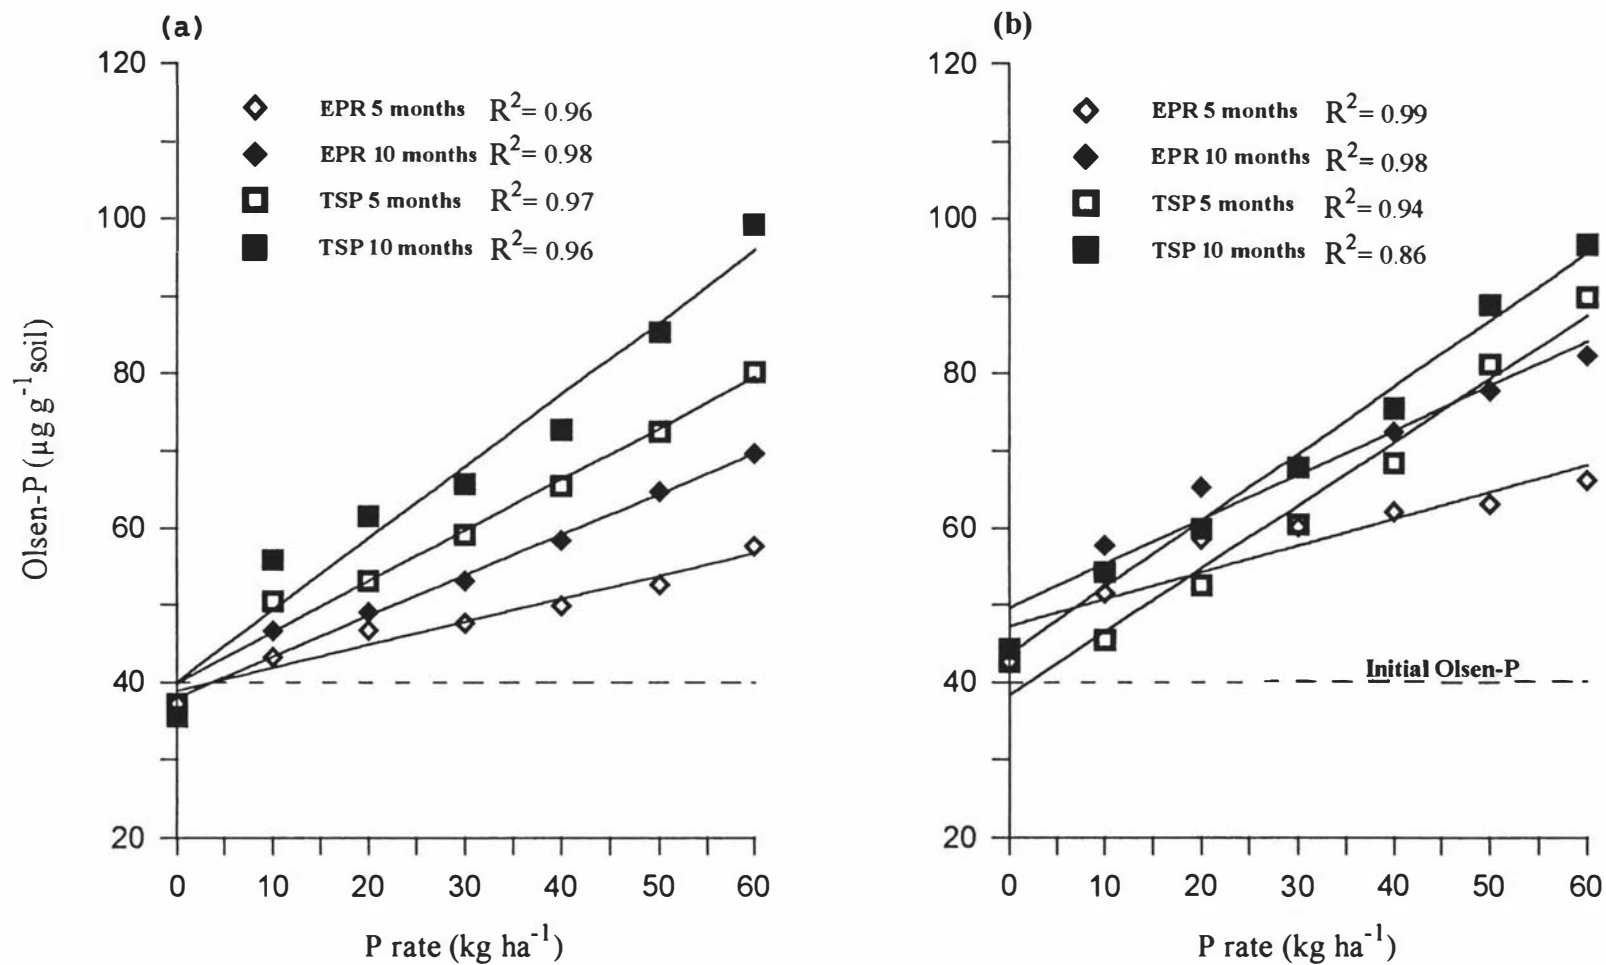 (a)
120
100
80
60
40
20
0 10 20 30 40 50 60
Olsen-P (µg g⁻¹ soil)
P rate (kg ha⁻¹)
EPR 5 months R²= 0.96
EPR 10 months R²= 0.98
TSP 5 months R²= 0.97
TSP 10 months R²= 0.96
(b)
120
100
80
60
40
20
0 10 20 30 40 50 60
P rate (kg ha⁻¹)
EPR 5 months R²= 0.99
EPR 10 months R²= 0.98
TSP 5 months R²= 0.94
TSP 10 months R²= 0.86
Initial Olsen-P